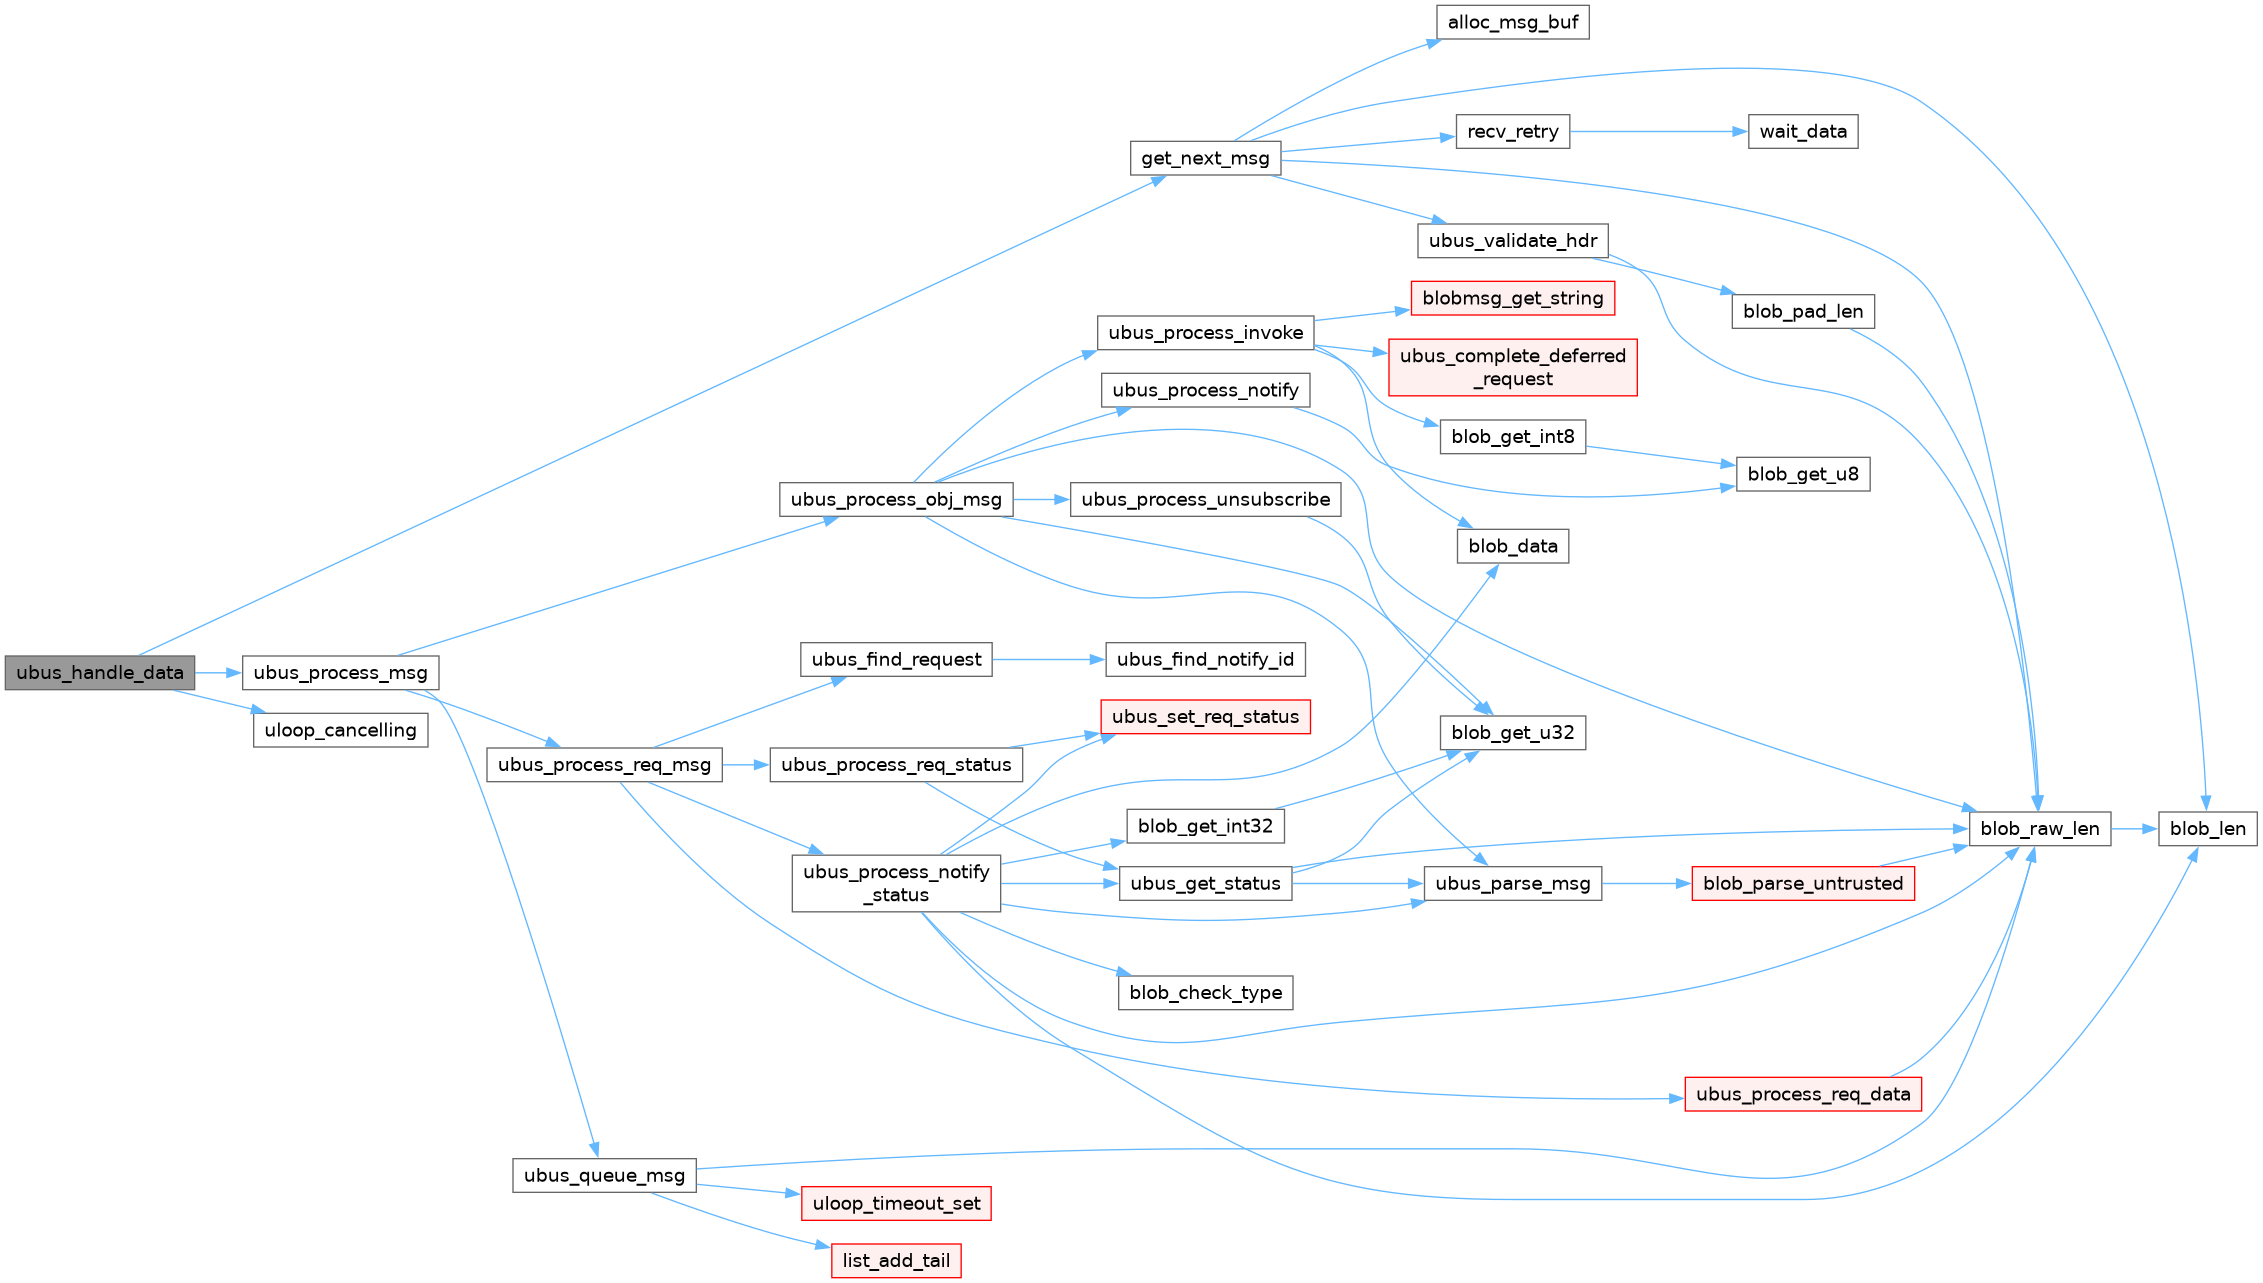 alloc_msg_buf
recv_retry
wait_data
get_next_msg
ubus_validate_hdr
blobmsg_get_string
blob_pad_len
ubus_process_invoke
ubus_complete_deferred
_request
ubus_process_notify
blob_get_int8
blob_get_u8
ubus_process_obj_msg
ubus_process_unsubscribe
blob_data
ubus_handle_data
ubus_process_msg
ubus_find_request
ubus_find_notify_id
uloop_cancelling
ubus_set_req_status
blob_get_u32
ubus_process_req_msg
ubus_process_req_status
blob_get_int32
blob_raw_len
blob_len
ubus_process_notify
_status
ubus_get_status
ubus_parse_msg
blob_parse_untrusted
blob_check_type
ubus_process_req_data
ubus_queue_msg
uloop_timeout_set
list_add_tail